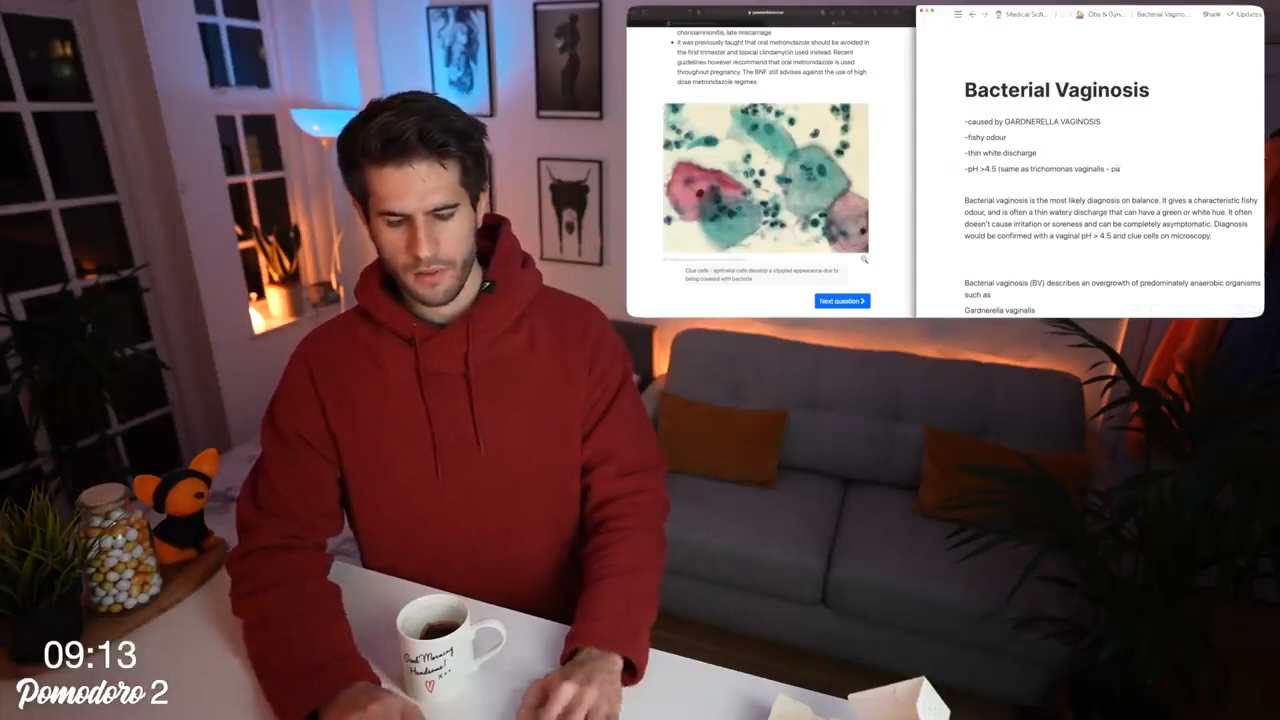 chorioamnionitis, late miscarriage
• It was previously taught that oral metronidazole should be avoided in
the first trimester and topical clindamycin used instead. Recent
guidelines however recommend that oral metronidazole is used
throughout pregnancy. The BNF still advises against the use of high
dose metronidazole regimes
Clue cells - epithelial cells develop a stippled appearance due to
being covered with bacteria
Next question
Medical Sch...
/
Obs & Gyn...
/
Bacterial Vagino...
Share
Updates
Bacterial Vaginosis
-caused by GARDNERELLA VAGINOSIS
-fishy odour
-thin white discharge
-pH >4.5 (same as trichomonas vaginalis -
Bacterial vaginosis is the most likely diagnosis on balance. It gives a characteristic fishy
odour, and is often a thin watery discharge that can have a green or white hue. It often
doesn't cause irritation or soreness and can be completely asymptomatic. Diagnosis
would be confirmed with a vaginal pH > 4.5 and clue cells on microscopy.
Bacterial vaginosis (BV) describes an overgrowth of predominately anaerobic organisms
such as
Gardnerella vaginalis
Good Morning
Handsome!
x..
09:13
Pomodoro 2